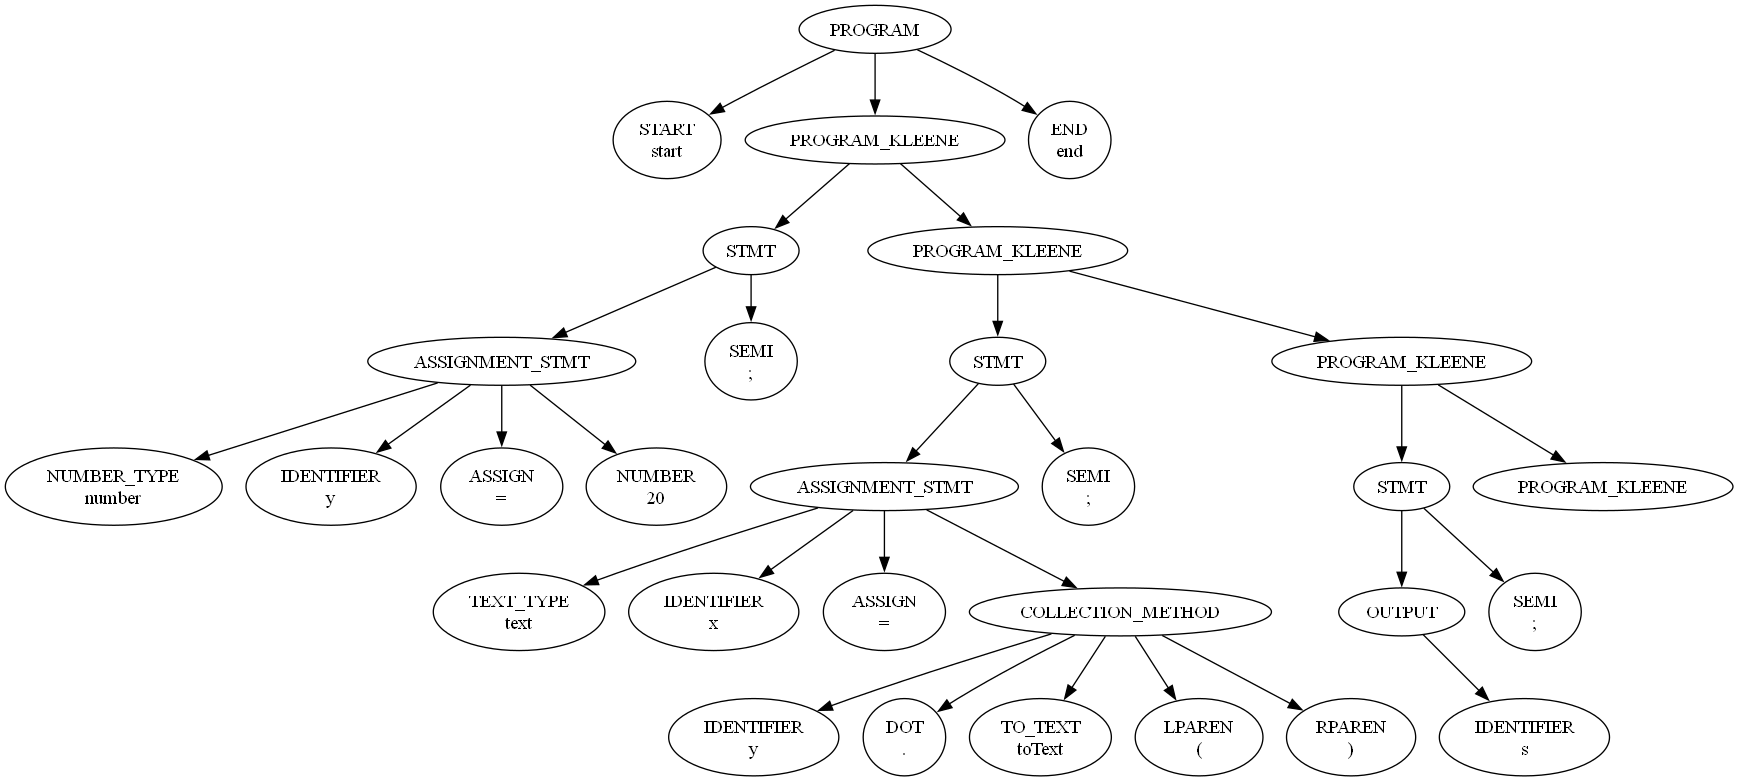 PROGRAM
START
start
PROGRAM_KLEENE
END
end
STMT
PROGRAM_KLEENE
ASSIGNMENT_STMT
SEMI
;
STMT
PROGRAM_KLEENE
NUMBER_TYPE
number
IDENTIFIER
y
ASSIGN
=
NUMBER
20
ASSIGNMENT_STMT
SEMI
;
STMT
PROGRAM_KLEENE
TEXT_TYPE
text
IDENTIFIER
x
ASSIGN
=
COLLECTION_METHOD
OUTPUT
SEMI
;
IDENTIFIER
y
DOT
.
TO_TEXT
toText
LPAREN
(
RPAREN
)
IDENTIFIER
s